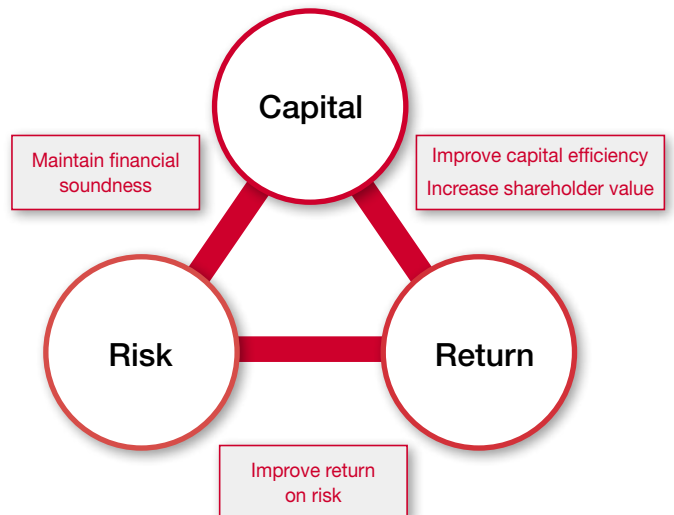 Capital
Maintain financial
soundness
Improve capital efficiency
Increase shareholder value
Risk
Return
Improve return
on risk